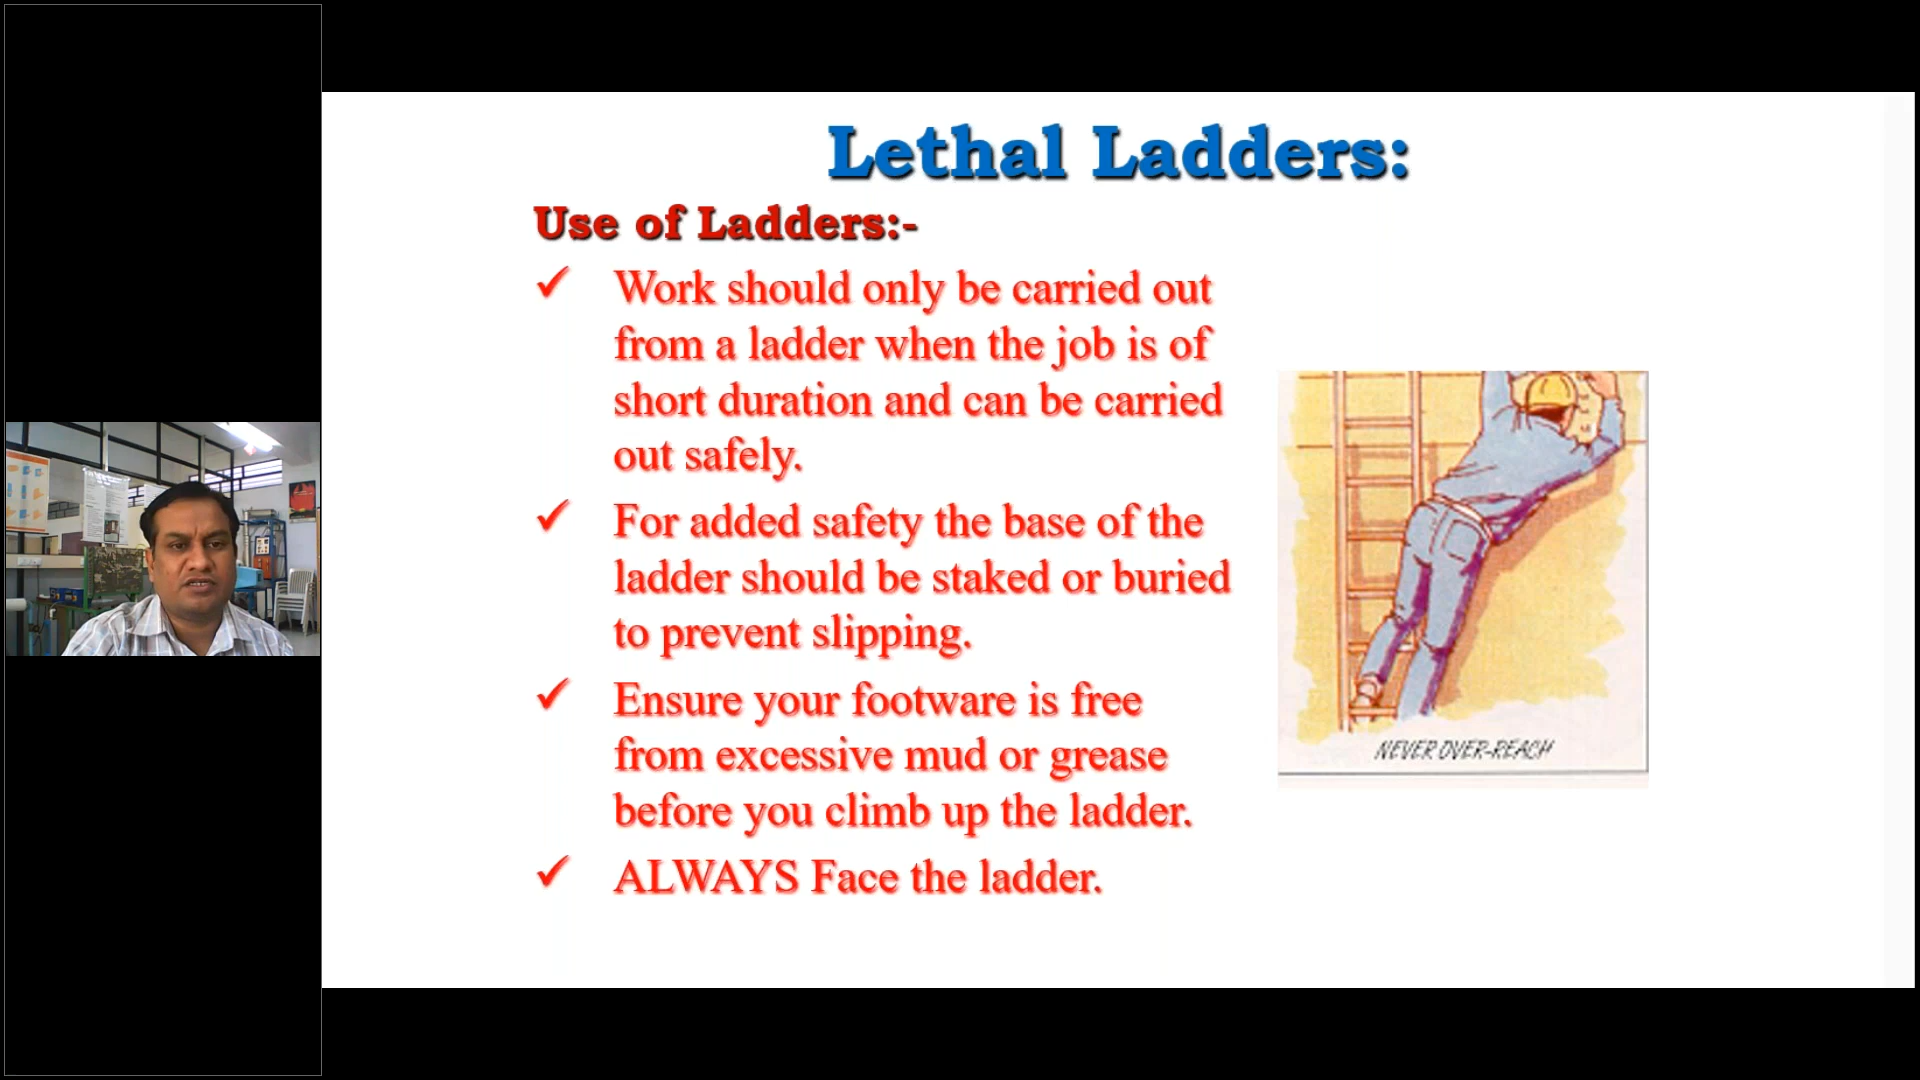 Lethal Ladders:
Use of Ladders:-
✓ Work should only be carried out
from a ladder when the job is of
short duration and can be carried
out safely.
✓ For added safety the base of the
ladder should be staked or buried
to prevent slipping.
✓ Ensure your footware is free
from excessive mud or grease
before you climb up the ladder.
✓ ALWAYS Face the ladder.
NEVER OVER-REACH